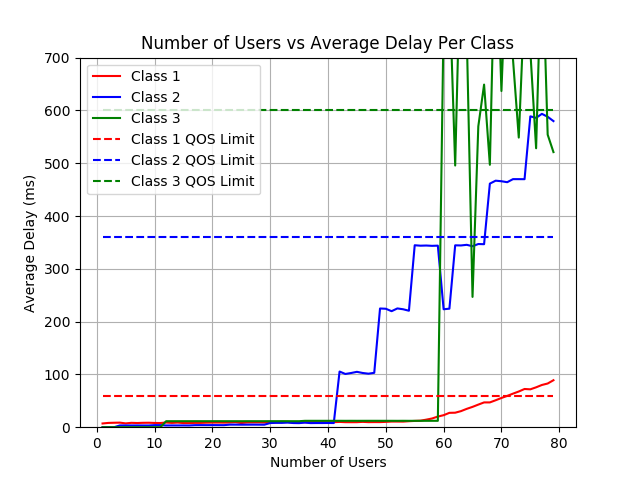 Number of Users vs Average Delay Per Class
Average Delay (ms)
700
600
500
400
300
200
100
0
Class 1
Class 2
Class 3
Class 1 QOS Limit
Class 2 QOS Limit
Class 3 QOS Limit
0 10 20 30 40 50 60 70 80
Number of Users